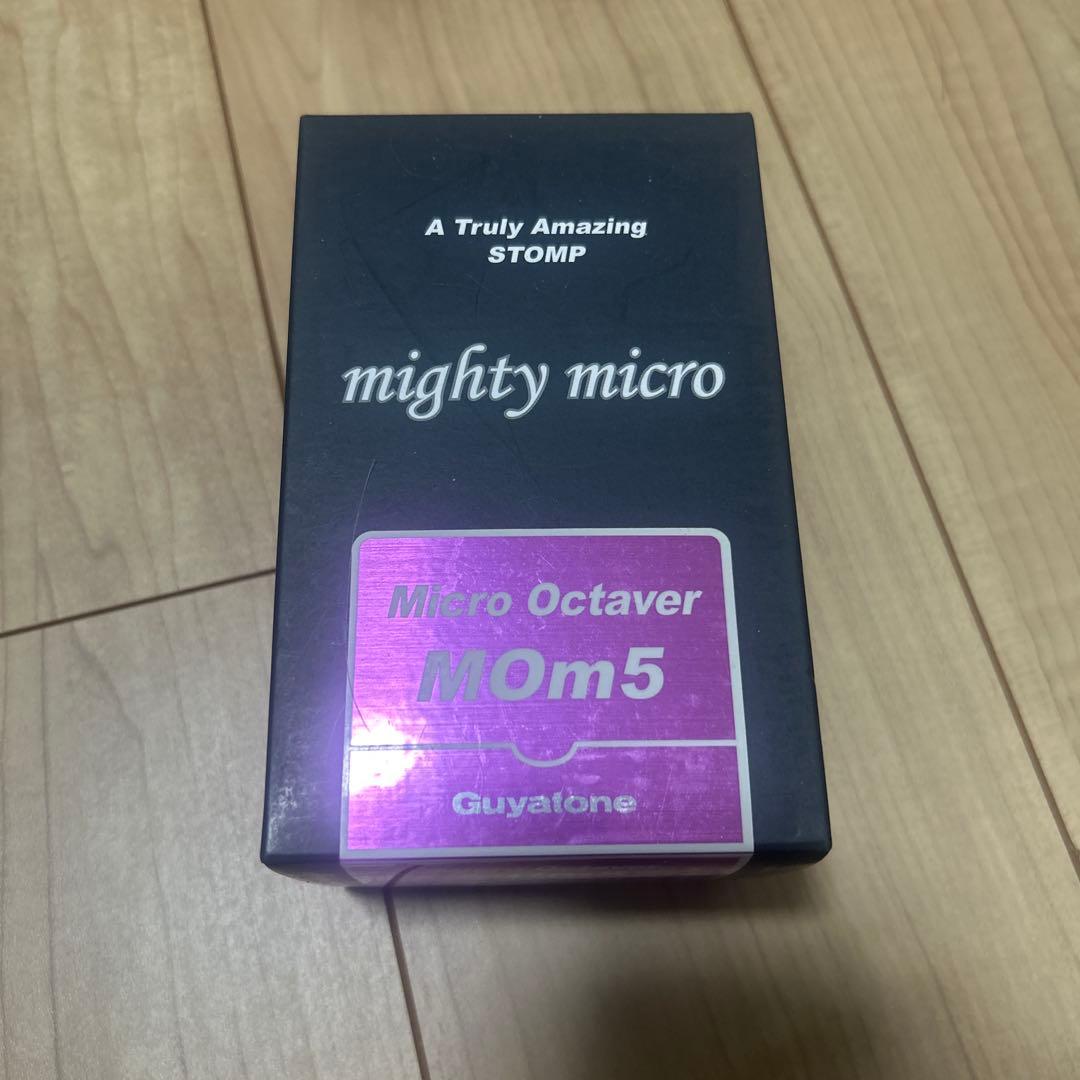 A Truly Amazing
STOMP
mighty micro
Micro Octaver
MOm5
Guyatone